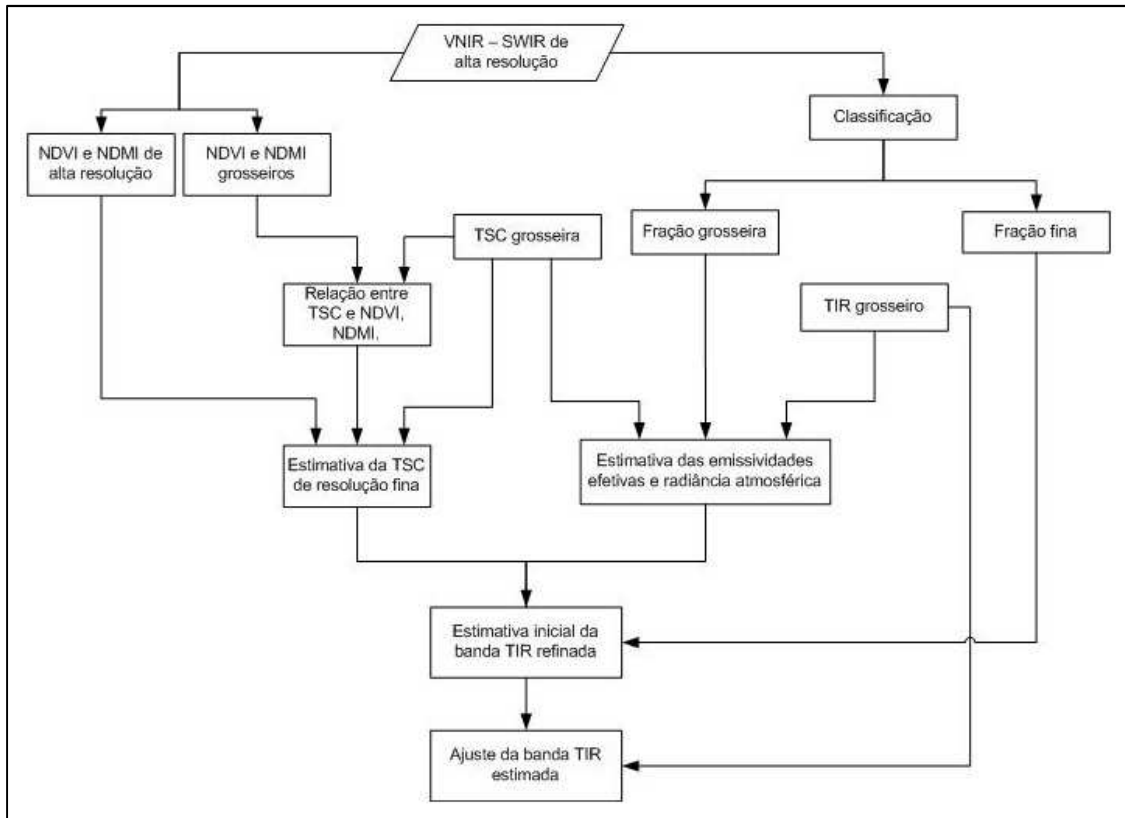 VNIR – SWIR de
alta resolução
Classificação
NDVI e NDMI de
alta resolução
NDVI e NDMI
grosseiros
TSC grosseira
Fração grosseira
Fração fina
Relação entre
TSC e NDVI,
NDMI,
TIR grosseiro
Estimativa da TSC
de resolução fina
Estimativa das emissividades
efetivas e radiância atmosférica
Estimativa inicial da
banda TIR refinada
Ajuste da banda TIR
estimada